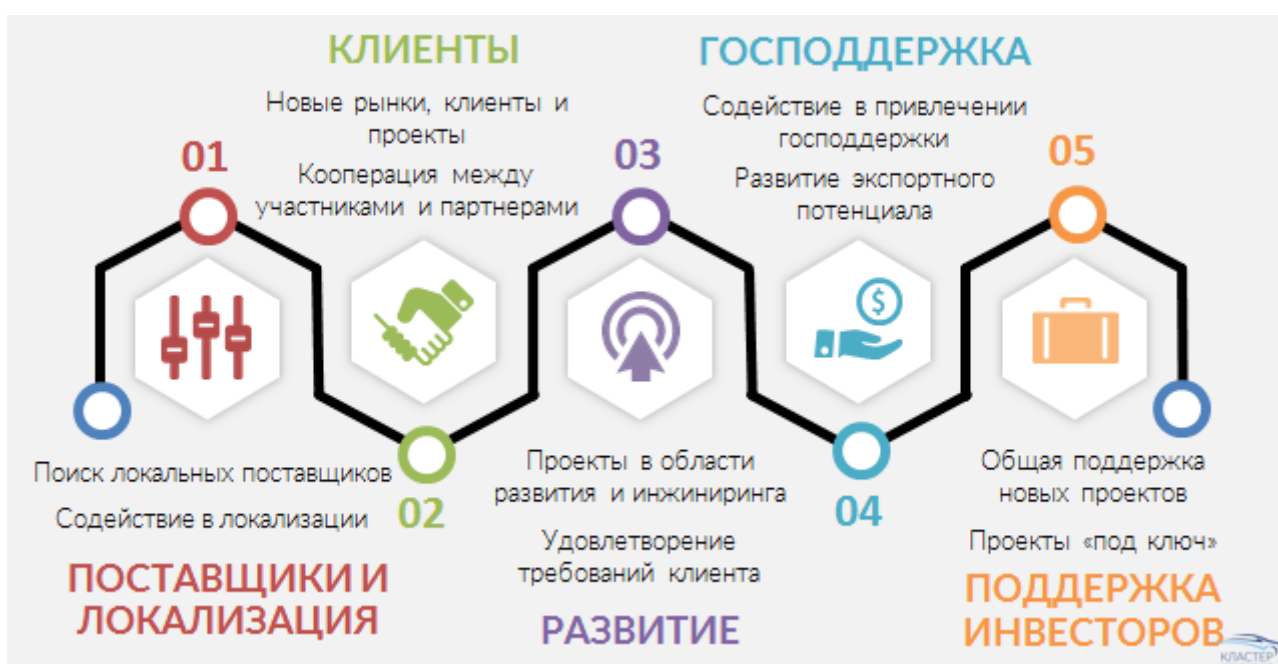 01
Поиск локальных поставщиков
Содействие в локализации
ПОСТАВЩИКИ И
ЛОКАЛИЗАЦИЯ
КЛИЕНТЫ
Новые рынки, клиенты и
проекты
Кооперация между
участниками и партнерами
02
03
Проекты в области
развития и инжиниринга
Удовлетворение
требований клиента
РАЗВИТИЕ
ГОСПОДДЕРЖКА
Содействие в привлечении
господдержки
Развитие экспортного
потенциала
$
04
05
Общая поддержка
новых проектов
Проекты «под ключ»
ПОДДЕРЖКА
ИНВЕСТОРОВ
КЛАСТЕР